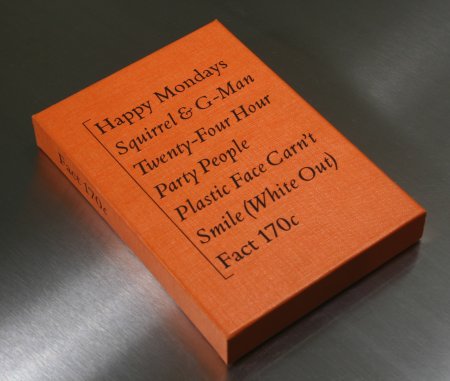 Happy Mondays
Squirrel & G-Man
Twenty-Four Hour
Party People
Plastic Face Carn't
Smile (White Out)
Fact 170c
Fact 170c